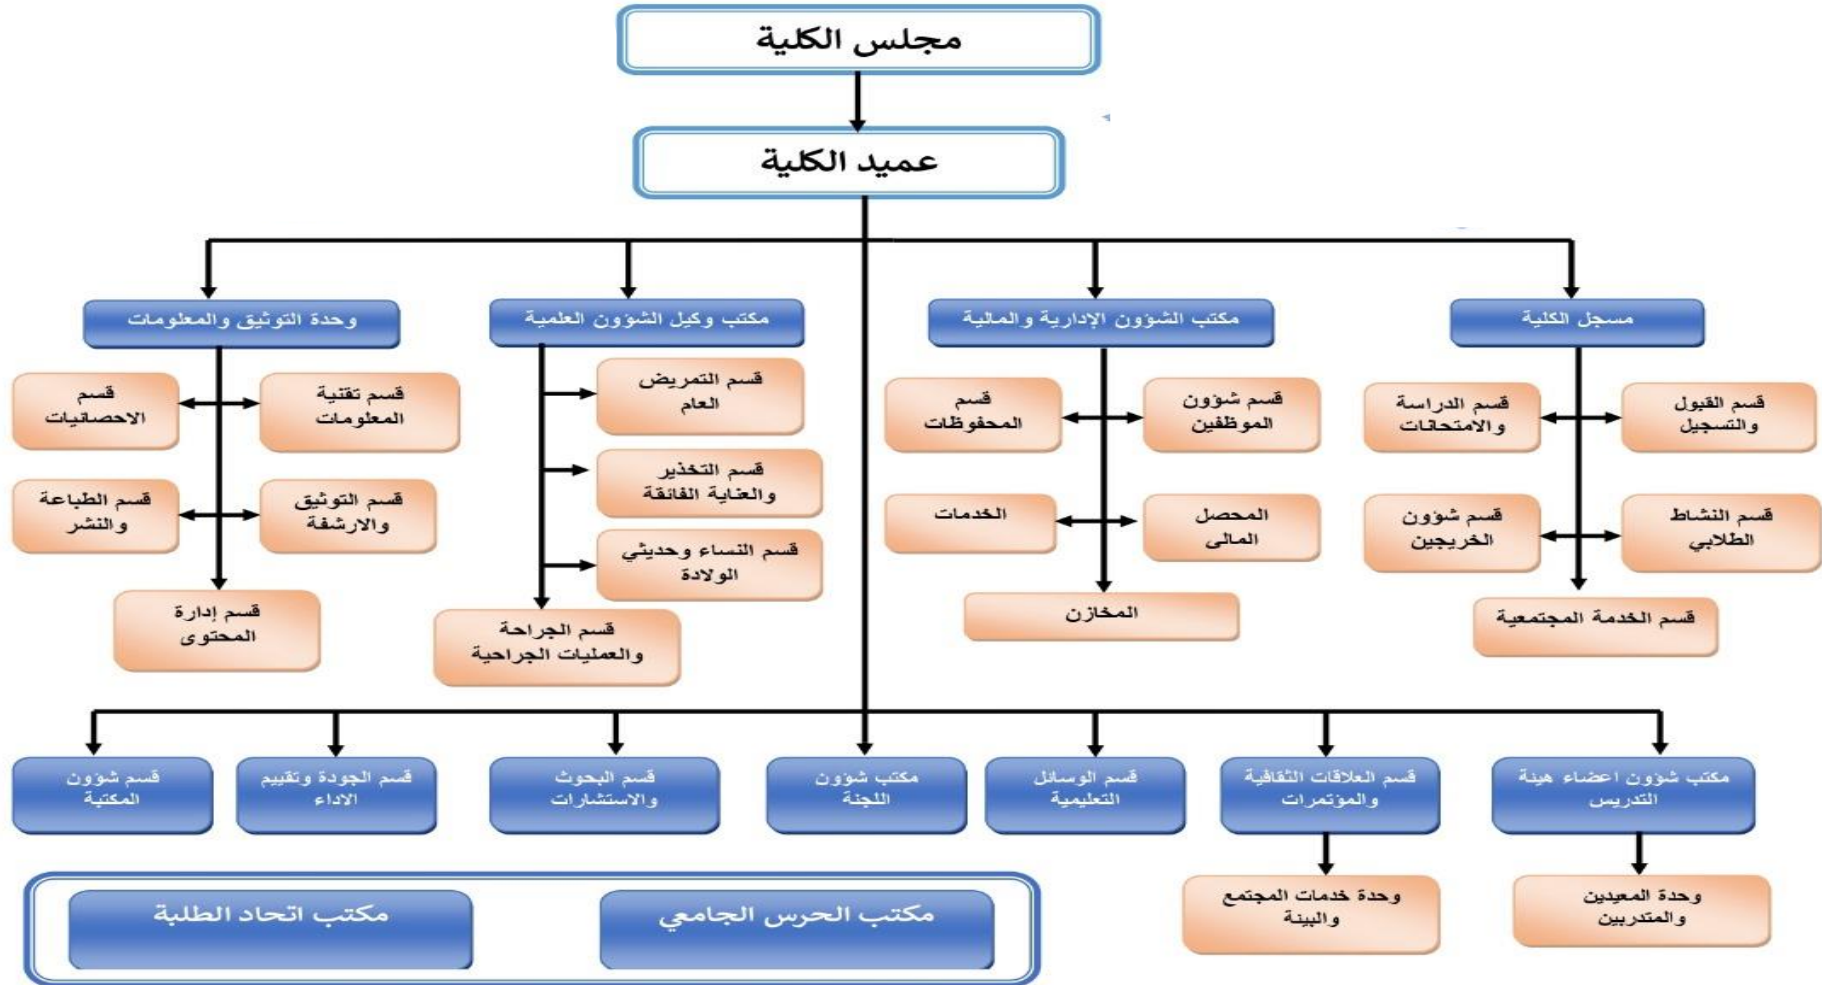 مجلس الكلية
عميد الكلية
مسجل الكلية
مكتب الشؤون الإدارية والمالية
مكتب وكيل الشؤون العلمية
وحدة التوثيق والمعلومات
قسم القبول
والتسجيل
قسم الدراسة
والامتحانات
قسم النشاط
الطلابي
قسم شؤون
الخريجين
قسم الخدمة المجتمعية
قسم شؤون
الموظفين
قسم
المحفوظات
المحصل
المالى
الخدمات
المخازن
قسم التمريض
العام
قسم التخذير
والعناية الفائقة
قسم النساء وحديثي
الولادة
قسم الجراحة
والعمليات الجراحية
قسم تقنية
المعلومات
قسم
الاحصائيات
قسم التوثيق
والارشفة
قسم الطباعة
والنشر
قسم إدارة
المحتوى
مكتب شؤون اعضاء هيئة
التدريس
قسم العلاقات الثقافية
والمؤتمرات
قسم الوسائل
التعليمية
مكتب شؤون
اللجنة
قسم البحوث
والاستشارات
قسم الجودة وتقييم
الاداء
قسم شؤون
المكتبة
وحدة المعيدين
والمتدربين
وحدة خدمات المجتمع
والبيئة
مكتب الحرس الجامعي
مكتب اتحاد الطلبة